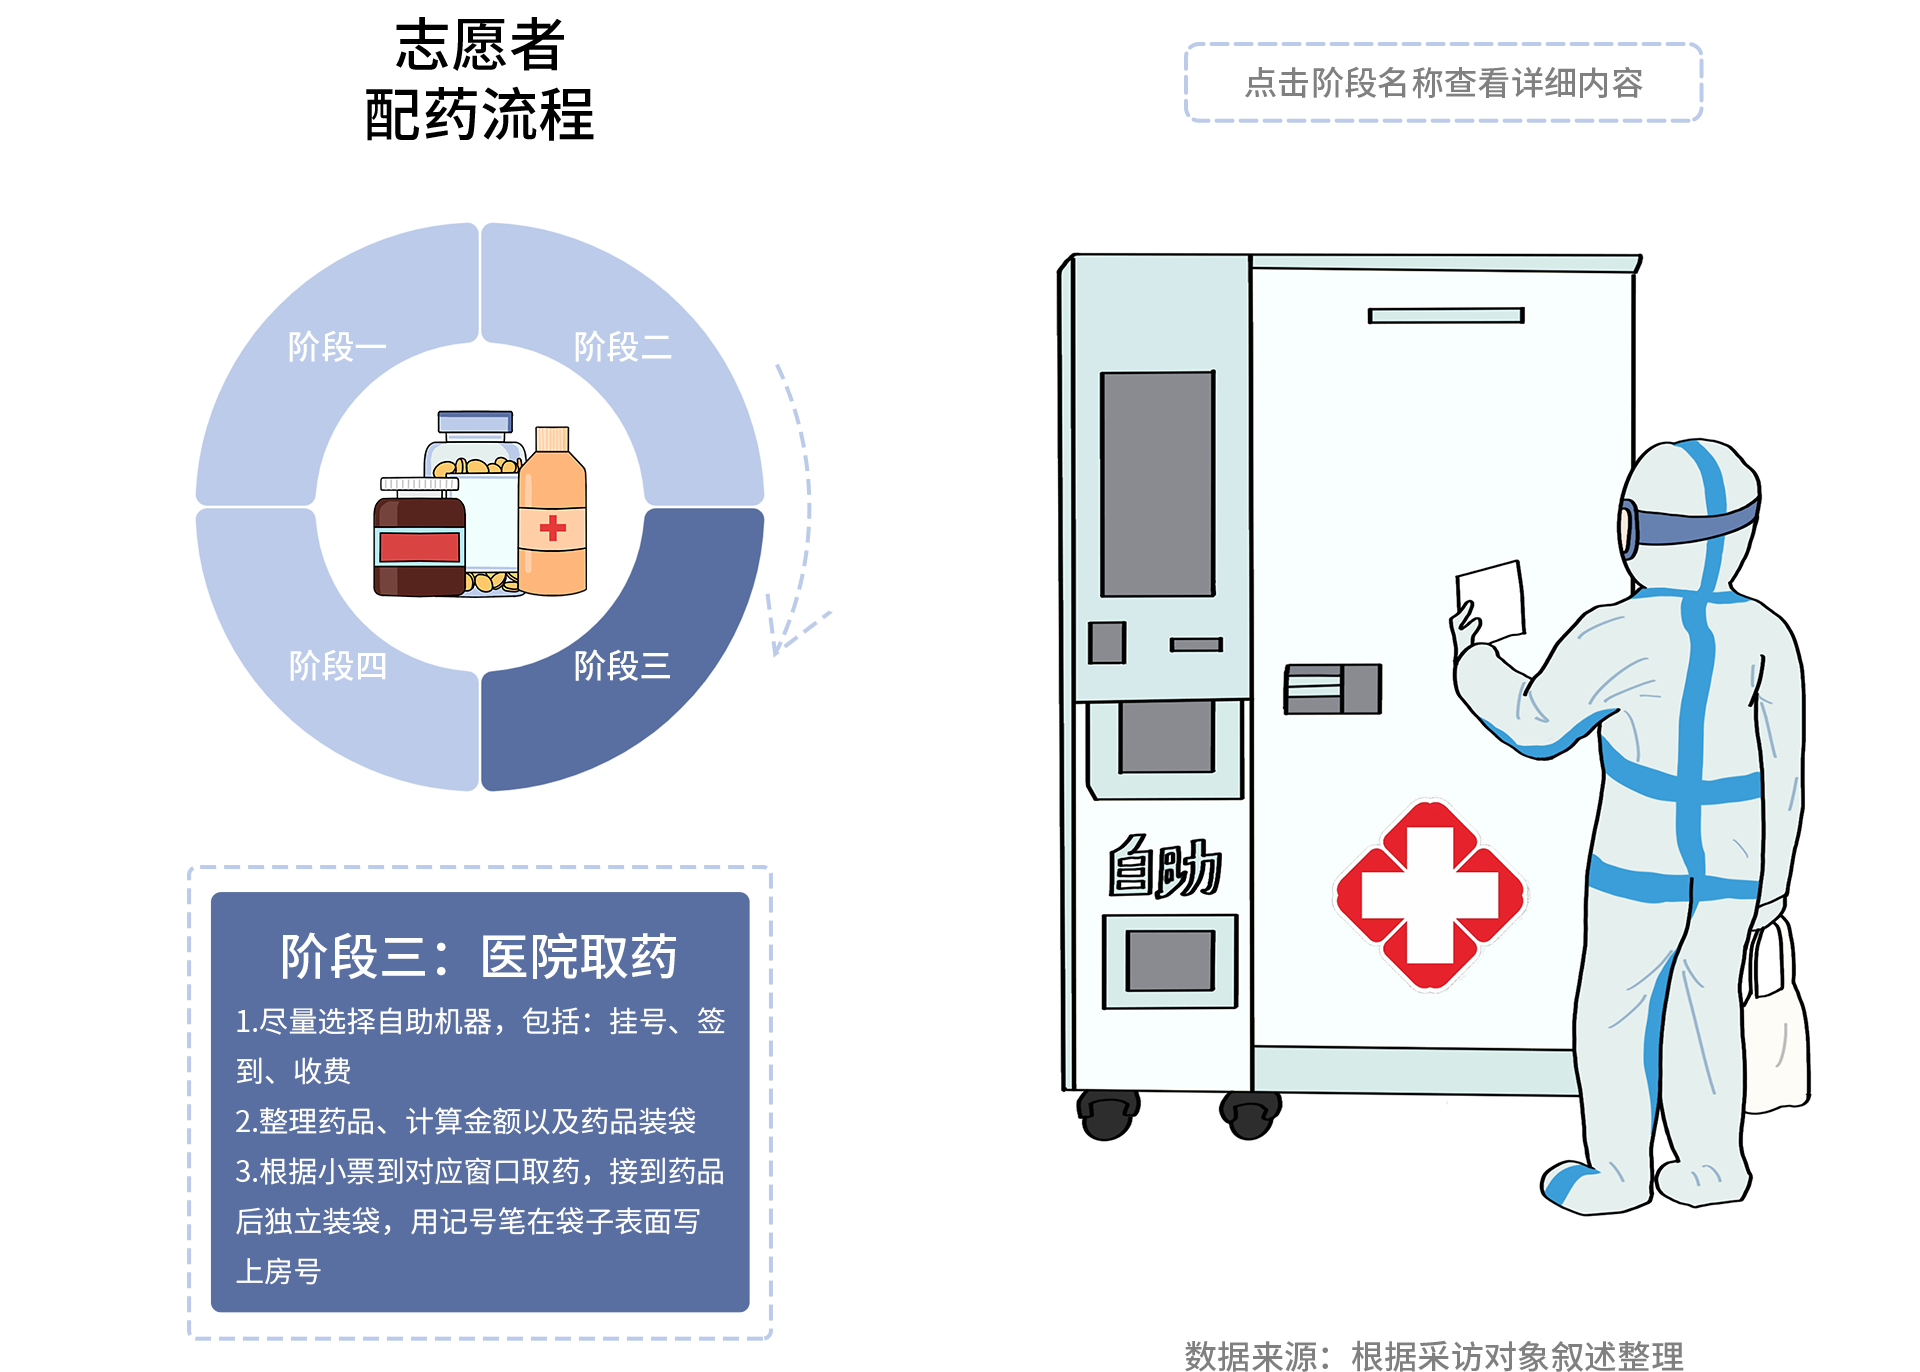 志愿者
配药流程
点击阶段名称查看详细内容
阶段一
阶段二
阶段四
阶段三
自助
阶段三：医院取药
1.尽量选择自助机器，包括：挂号、签
到、收费
2.整理药品、计算金额以及药品装袋
3.根据小票到对应窗口取药，接到药品
后独立装袋，用记号笔在袋子表面写
上房号
数据来源：根据采访对象叙述整理